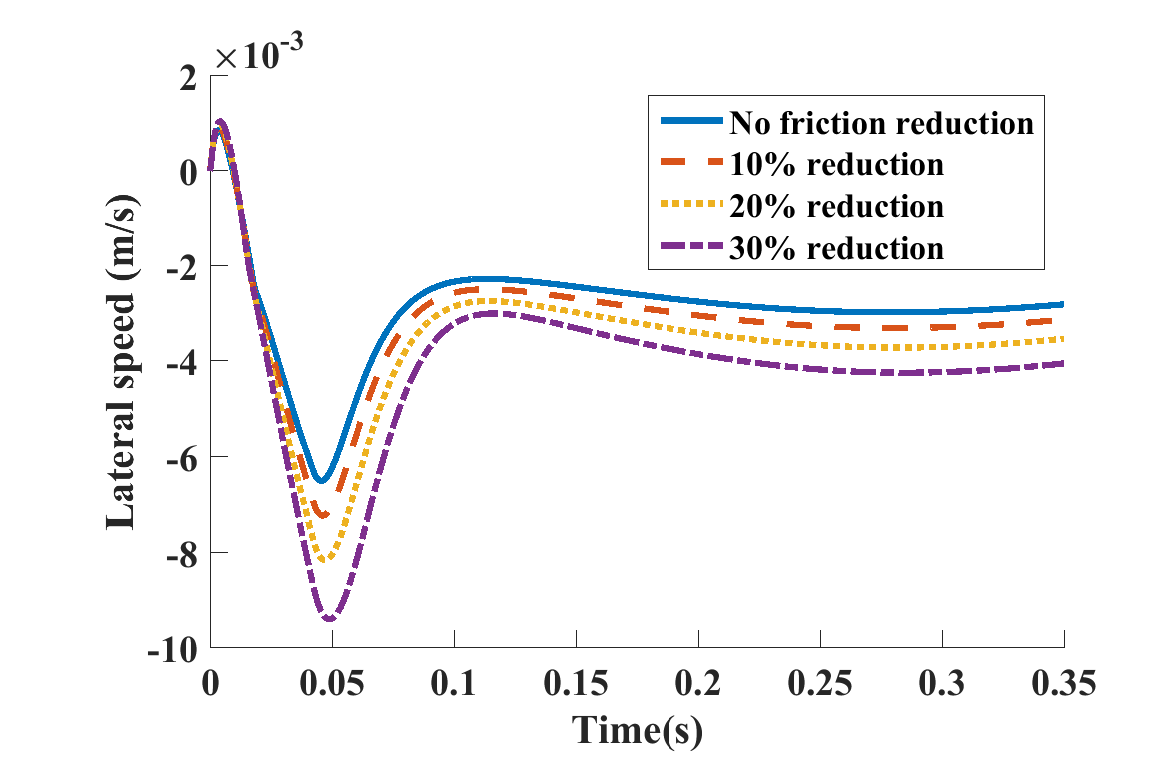 ×10-3
2
0
-2
-4
-6
-8
-10
Lateral speed (m/s)
No friction reduction
10% reduction
20% reduction
30% reduction
0 0.05 0.1 0.15 0.2 0.25 0.3 0.35
Time(s)